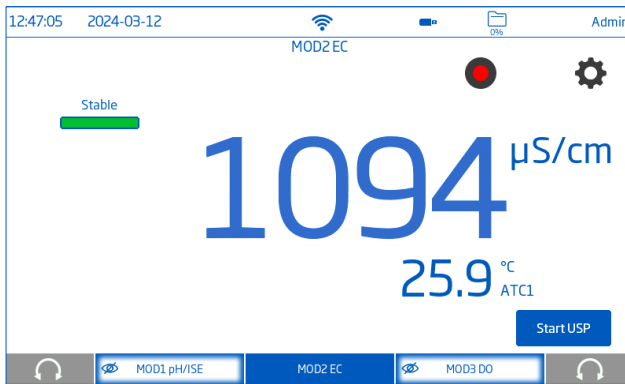 12:47:05 2024-03-12 0% Admin
MOD2 EC
Stable
1094 µS/cm
25.9 °C
ATC1
Start USP
MOD1 pH/ISE MOD2 EC MOD3 DO